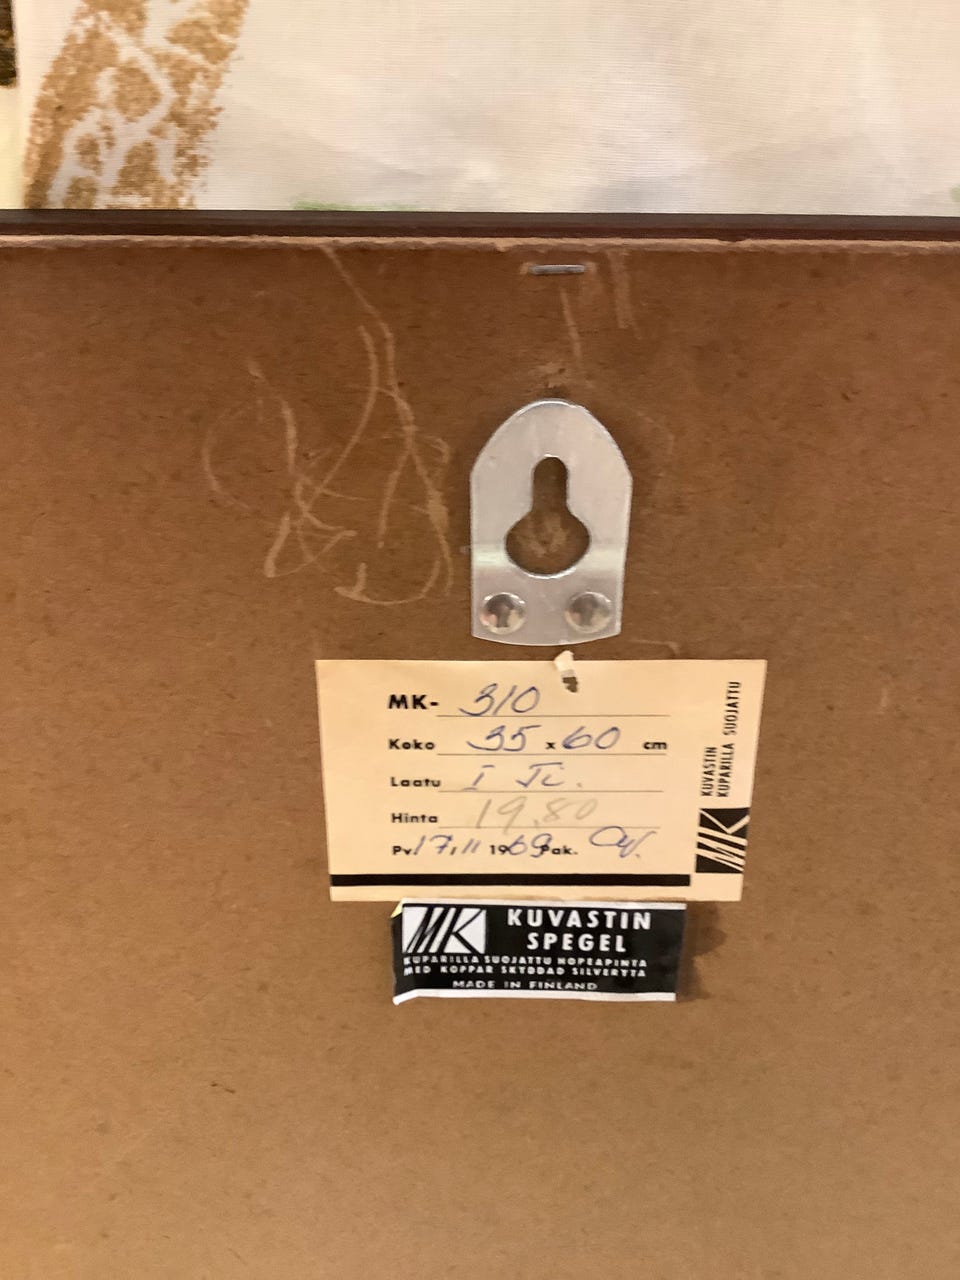 MK- 310
Koko 35 x 60 cm
Laatu I
Hinta 19.80
Pv. 17.11 1969 Pak.
KUVASTIN
KUPARILLA SUOJATTU
MK
MK
KUVASTIN
SPEGEL
KUPARILLA SUOJATTU HOPEAPINTA
MED KOPPAR SKYDDAD SILVERYTA
MADE IN FINLAND